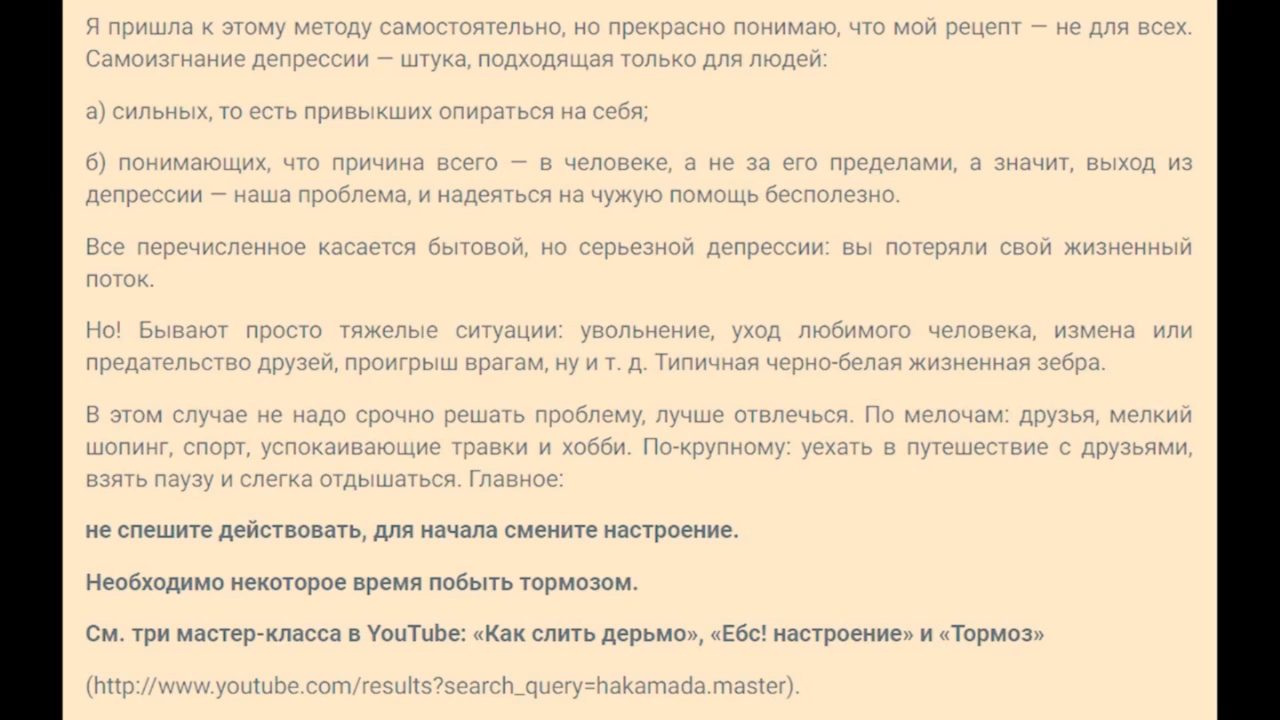 Я пришла к этому методу самостоятельно, но прекрасно понимаю, что мой рецепт — не для всех.
Самоизгнание депрессии — штука, подходящая только для людей:
а) сильных, то есть привыкших опираться на себя;
б) понимающих, что причина всего — в человеке, а не за его пределами, а значит, выход из
депрессии — наша проблема, и надеяться на чужую помощь бесполезно.
Все перечисленное касается бытовой, но серьезной депрессии: вы потеряли свой жизненный
поток.
Но! Бывают просто тяжелые ситуации: увольнение, уход любимого человека, измена или
предательство друзей, проигрыш врагам, ну и т. д. Типичная черно-белая жизненная зебра.
В этом случае не надо срочно решать проблему, лучше отвлечься. По мелочам: друзья, мелкий
шопинг, спорт, успокаивающие травки и хобби. По-крупному: уехать в путешествие с друзьями,
взять паузу и слегка отдышаться. Главное:
не спешите действовать, для начала смените настроение.
Необходимо некоторое время побыть тормозом.
См. три мастер-класса в YouTube: «Как слить дерьмо», «Ебс! настроение» и «Тормоз»
(http://www.youtube.com/results?search_query=hakamada.master).